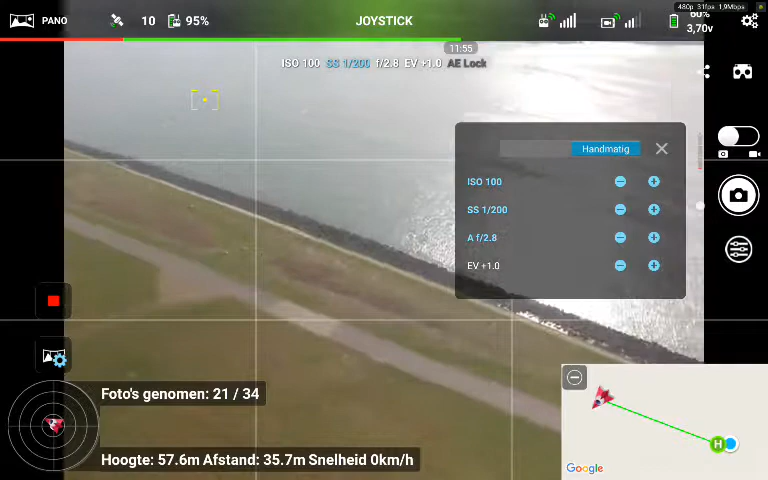 480p 31fps 1,9Mbps
PANO
10
95%
JOYSTICK
60%
3,70v
11:55
ISO 100 SS 1/200 f/2.8 EV +1.0 AE Lock
Handmatig
ISO 100
SS 1/200
A f/2.8
EV +1.0
Foto's genomen: 21 / 34
Hoogte: 57.6m Afstand: 35.7m Snelheid 0km/h
H
Google